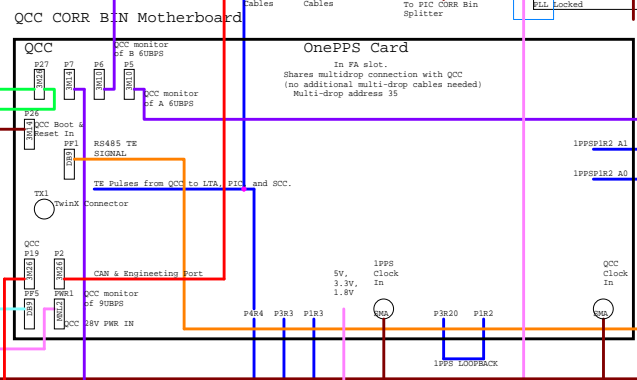 Cables
Cables
To PIC CORR Bin
Splitter
PLL Locked
QCC CORR BIN Motherboard
QCC
QCC monitor
of B 6UBPS
OnePPS Card
In FA slot.
Shares multidrop connection with QCC
(no additional multi-drop cables needed)
Multi-drop address 35
P27
P7
P6
P5
3M26
3M14
3M10
3M10
QCC monitor
of A 6UBPS
P26
3M14
QCC Boot &
Reset In
PF1
DB9
RS485 TE
SIGNAL
1PPSP1R2 A1
1PPSP1R2 A0
TE Pulses from QCC to LTA, PIC, and SCC.
TX1
TwinX Connector
QCC
P19
P2
3M26
3M26
CAN & Engineeting Port
PF5
PWR1
DB9
MNL2
QCC monitor
of 9UBPS
QCC 28V PWR IN
5V,
3.3V,
1.8V
1PPS
Clock
In
SMA
QCC
Clock
In
SMA
P4R4
P3R3
P1R3
P3R20
P1R2
1PPS LOOPBACK